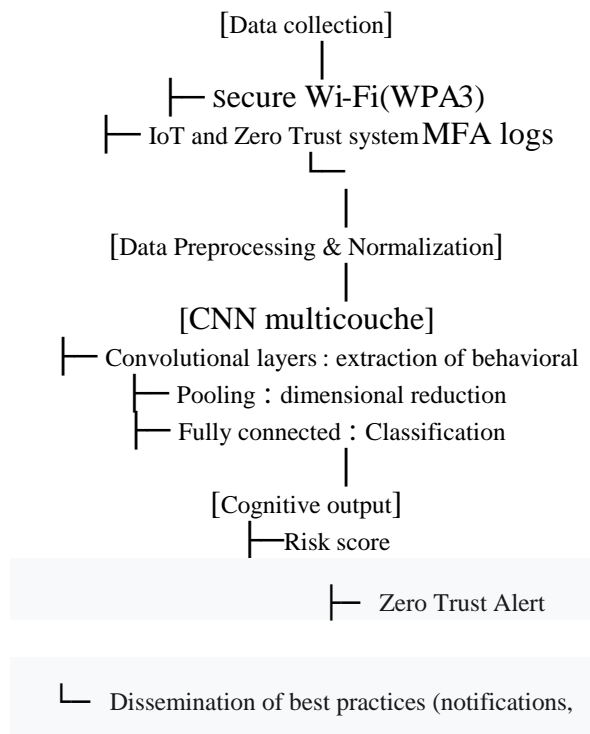 [Data collection]
│
├── Secure Wi-Fi(WPA3)
├── IoT and Zero Trust system MFA logs
└──
│
[Data Preprocessing & Normalization]
│
[CNN multicouche]
├── Convolutional layers : extraction of behavioral
├── Pooling : dimensional reduction
├── Fully connected : Classification
│
[Cognitive output]
├──Risk score
├── Zero Trust Alert
└── Dissemination of best practices (notifications,